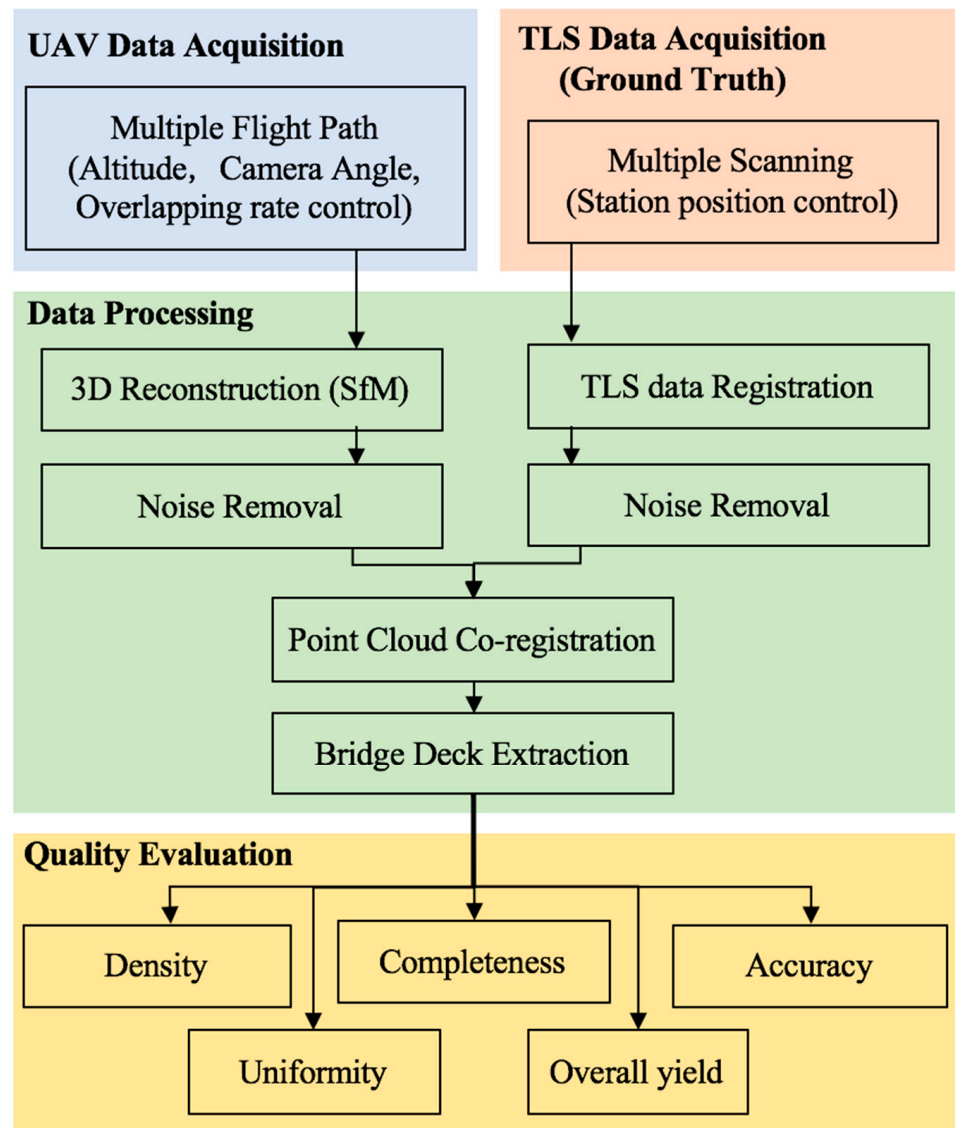 UAV Data Acquisition
Multiple Flight Path
(Altitude, Camera Angle,
Overlapping rate control)
TLS Data Acquisition
(Ground Truth)
Multiple Scanning
(Station position control)
Data Processing
3D Reconstruction (SfM)
TLS data Registration
Noise Removal
Noise Removal
Point Cloud Co-registration
Bridge Deck Extraction
Quality Evaluation
Density
Completeness
Accuracy
Uniformity
Overall yield